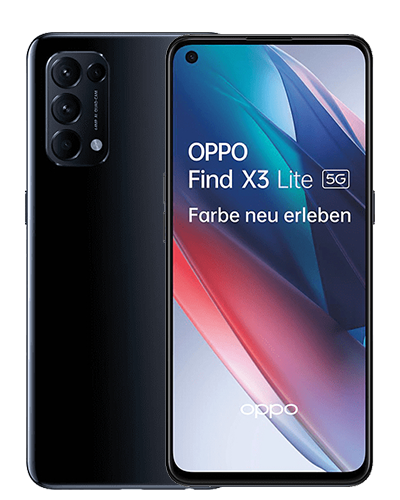 OPPO
Find X3 Lite 5G
Farbe neu erleben
oppo